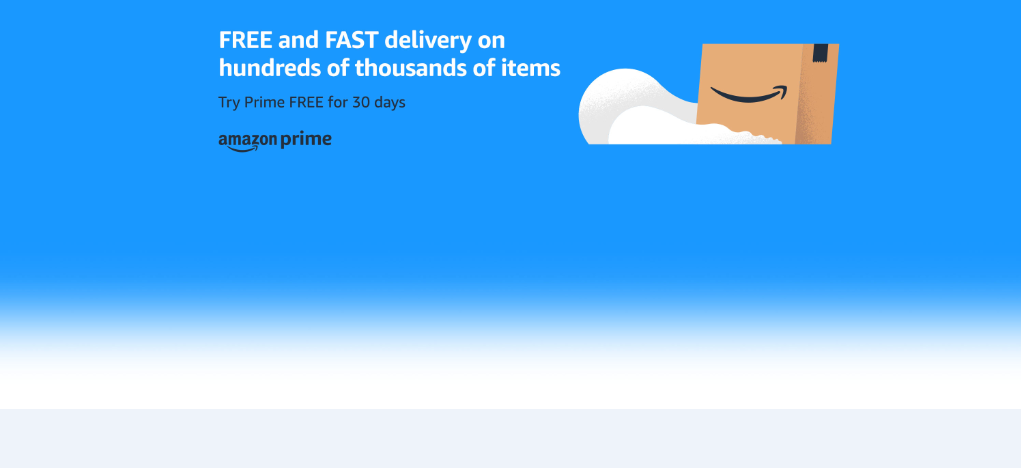 FREE and FAST delivery on
hundreds of thousands of items
Try Prime FREE for 30 days
amazon prime